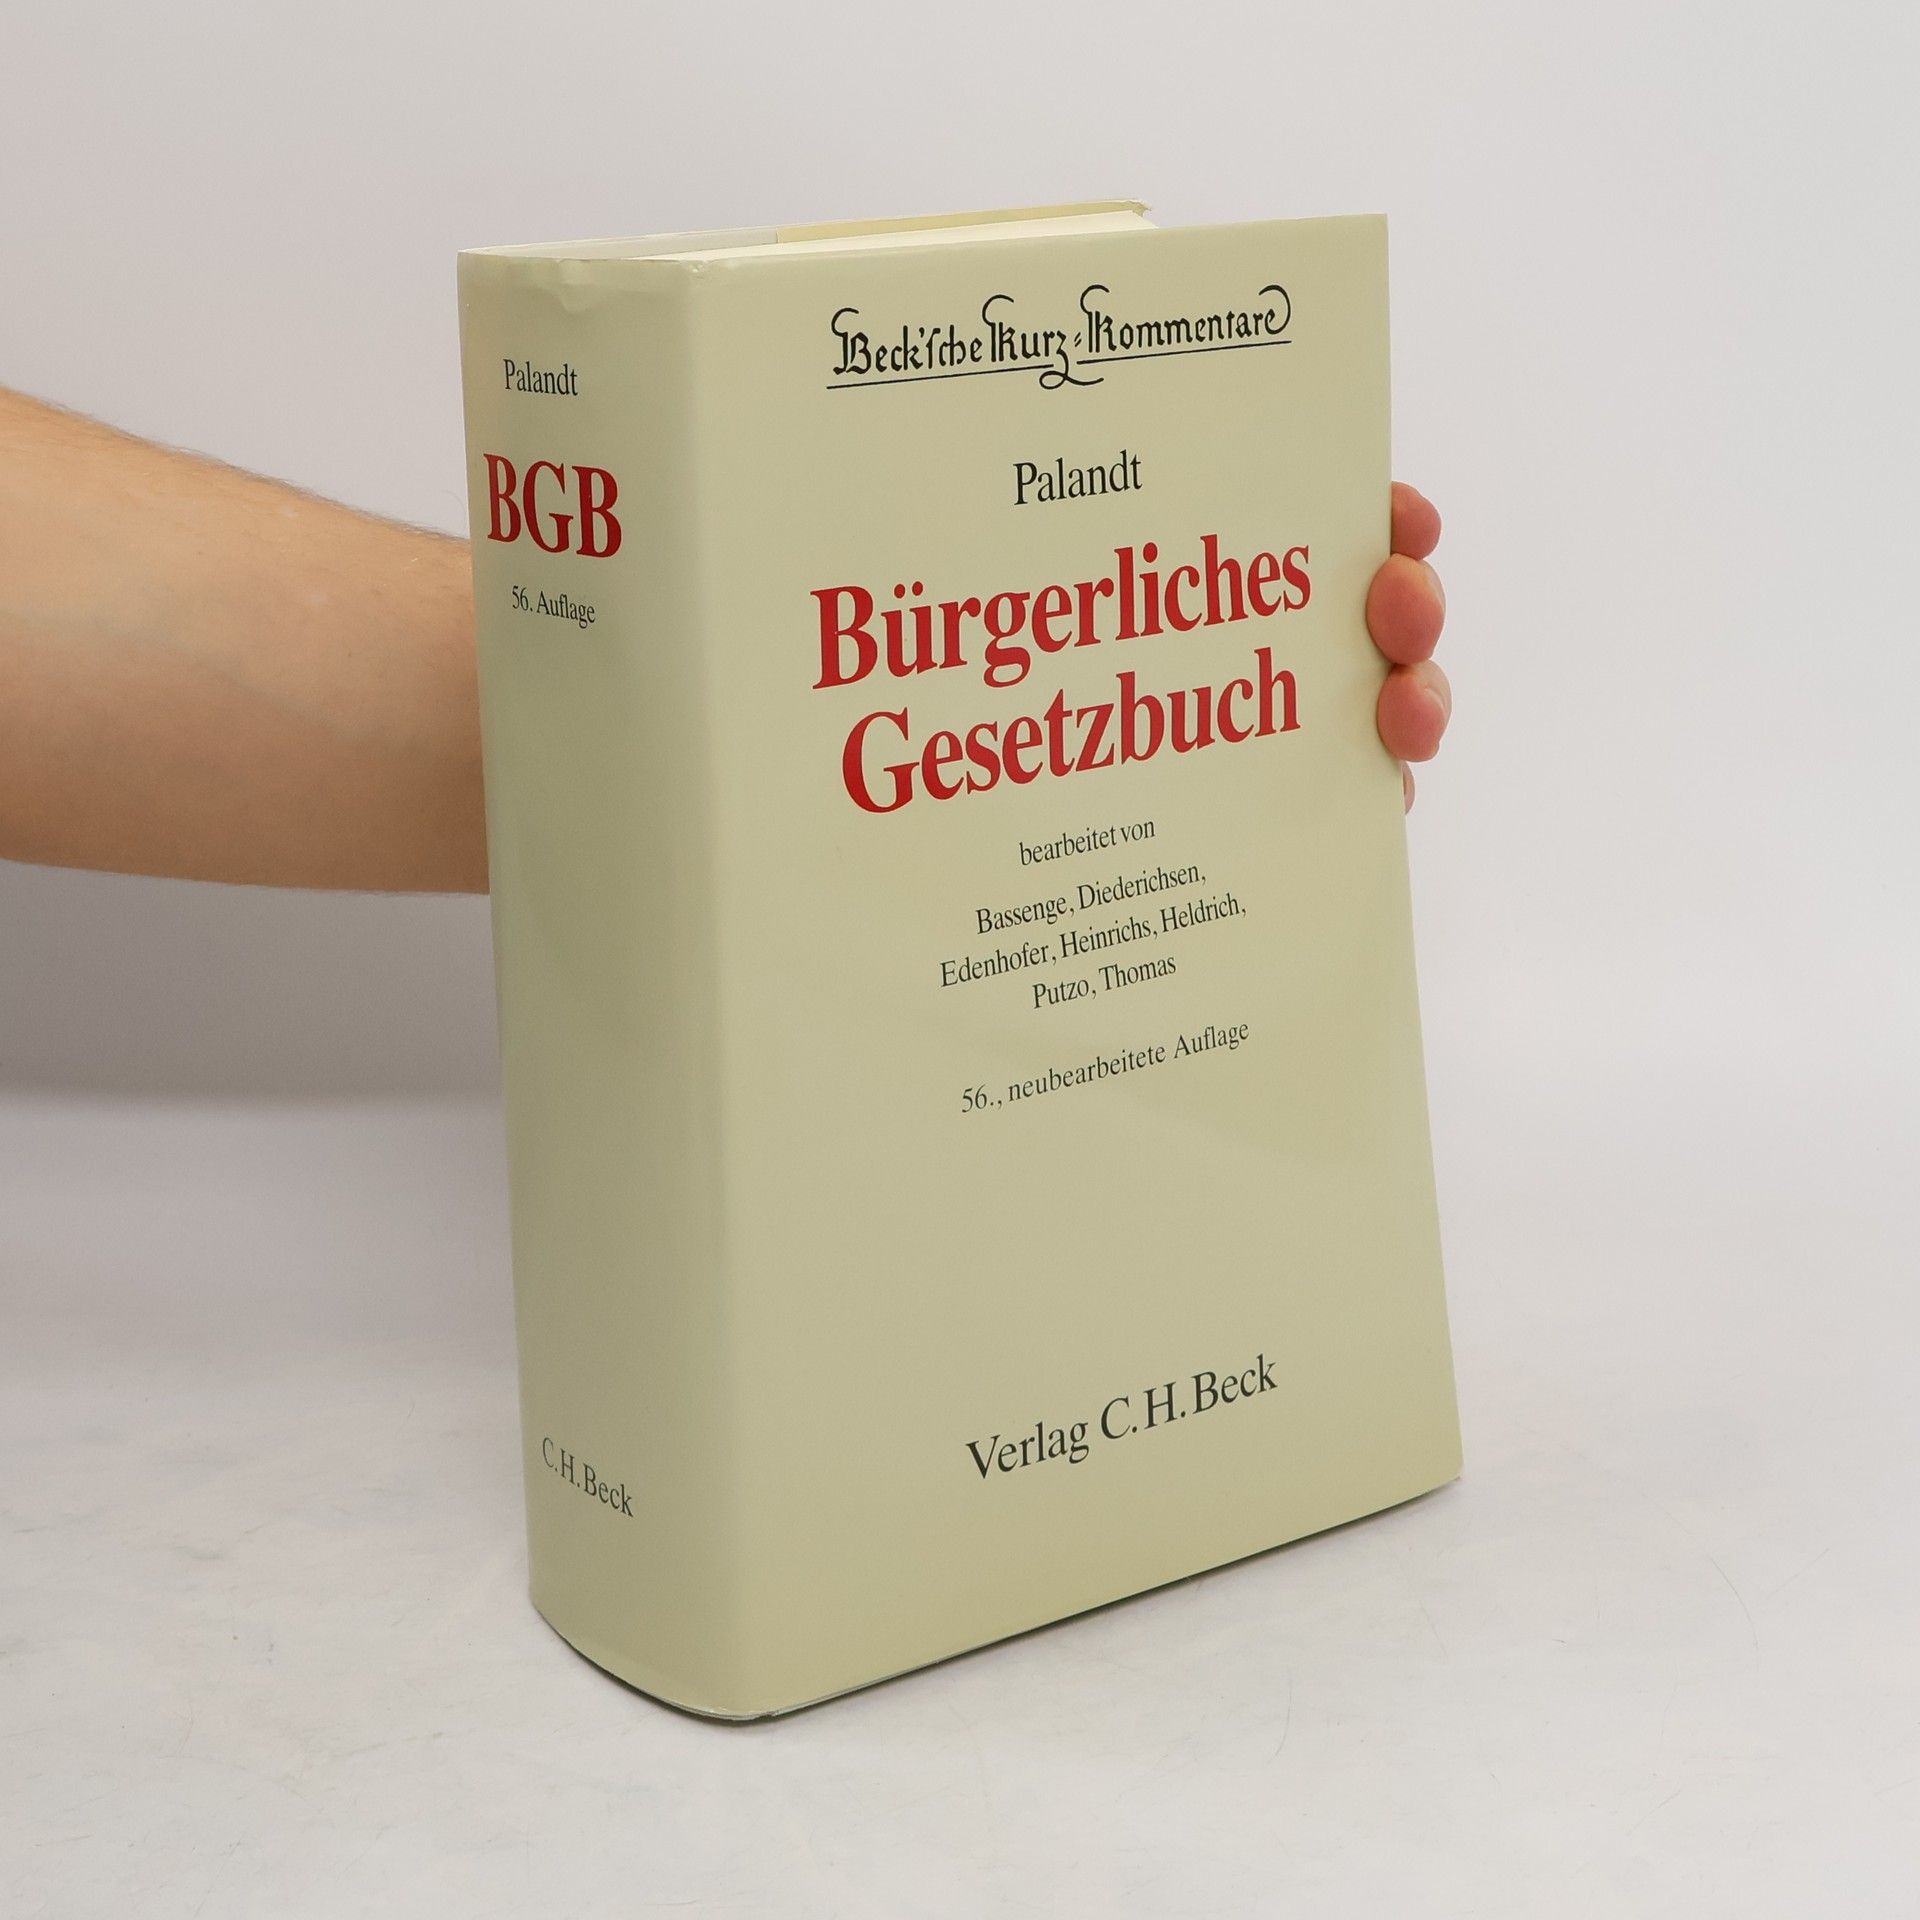 Palandt
BGB
56. Auflage
C.H.Beck
Beck'sche Kurz-Kommentare
Palandt
Bürgerliches
Gesetzbuch
bearbeitet von
Bassenge, Diederichsen,
Edenhofer, Heinrichs, Heldrich,
Putzo, Thomas
56., neubearbeitete Auflage
Verlag C.H.Beck